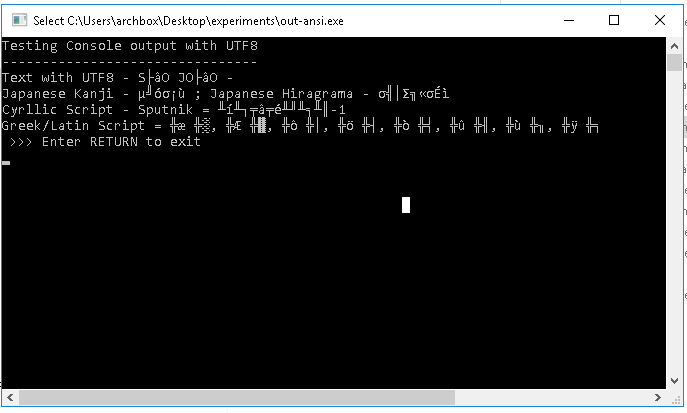 Select C:\Users\archbox\Desktop\experiments\out-ansi.exe
Testing Console output with UTF8
--------------------------------
Text with UTF8 - S├âO JO├âO -
Japanese Kanji - µ╝óσ¡ù ; Japanese Hiragrama - σ╣│Σ╗«σÉì
Cyrllic Script - Sputnik = ╨í╨┐╤â╤é╨╜╨╕╨║-1
Greek/Latin Script = ╬æ ╬▒, ╬Æ ╬▓, ╬ô ╬│, ╬ö ╬┤, ╬ò ╬╡, ╬û ╬╢, ╬ù ╬╖, ╬ÿ ╬╕
>>> Enter RETURN to exit